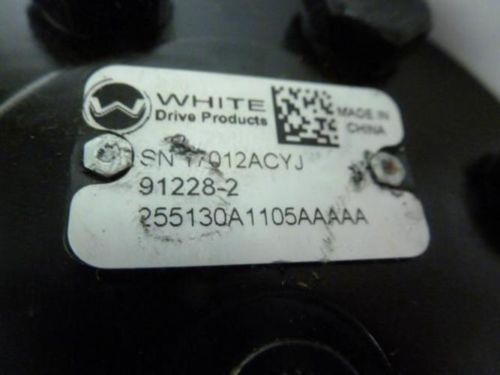 WHITE
Drive Products
MADE IN
CHINA
SN 17012ACYJ
91228-2
255130A1105AAAAA